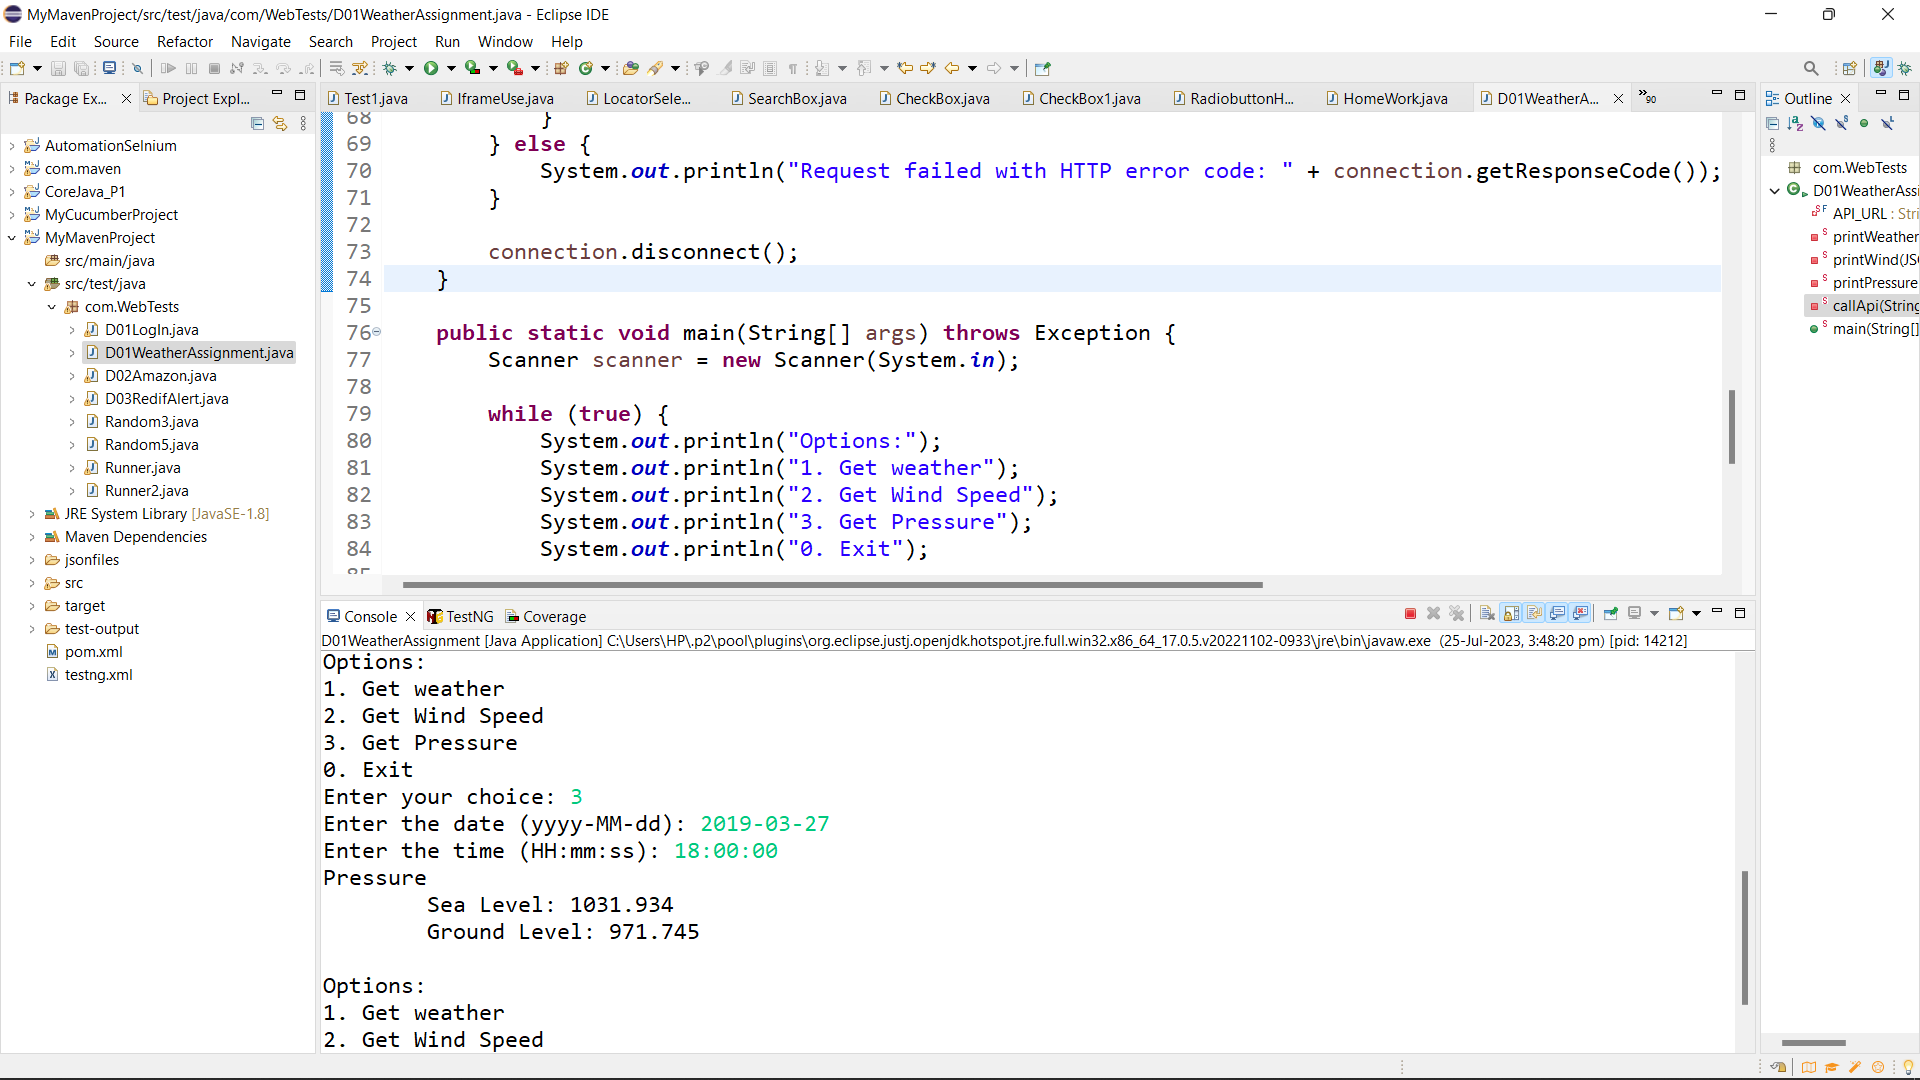 MyMavenProject/src/test/java/com/WebTests/D01WeatherAssignment.java - Eclipse IDE
File Edit Source Refactor Navigate Search Project Run Window Help
Package Ex... Project Expl...
AutomationSelnium
com.maven
CoreJava_P1
MyCucumberProject
MyMavenProject
src/main/java
src/test/java
com.WebTests
D01LogIn.java
D01WeatherAssignment.java
D02Amazon.java
D03RedifAlert.java
Random3.java
Random5.java
Runner.java
Runner2.java
JRE System Library [JavaSE-1.8]
Maven Dependencies
jsonfiles
src
target
test-output
pom.xml
testng.xml
Test1.java IframeUse.java LocatorSele... SearchBox.java CheckBox.java CheckBox1.java RadiobuttonH... HomeWork.java D01WeatherA... »90
68 }
69 } else {
70 System.out.println("Request failed with HTTP error code: " + connection.getResponseCode());
71 }
72
73 connection.disconnect();
74 }
75
76 public static void main(String[] args) throws Exception {
77 Scanner scanner = new Scanner(System.in);
78
79 while (true) {
80 System.out.println("Options:");
81 System.out.println("1. Get weather");
82 System.out.println("2. Get Wind Speed");
83 System.out.println("3. Get Pressure");
84 System.out.println("0. Exit");
Console TestNG Coverage
D01WeatherAssignment [Java Application] C:\Users\HP\.p2\pool\plugins\org.eclipse.justj.openjdk.hotspot.jre.full.win32.x86_64_17.0.5.v20221102-0933\jre\bin\javaw.exe (25-Jul-2023, 3:48:20 pm) [pid: 14212]
Options:
1. Get weather
2. Get Wind Speed
3. Get Pressure
0. Exit
Enter your choice: 3
Enter the date (yyyy-MM-dd): 2019-03-27
Enter the time (HH:mm:ss): 18:00:00
Pressure
Sea Level: 1031.934
Ground Level: 971.745
Options:
1. Get weather
2. Get Wind Speed
Outline
com.WebTests
D01WeatherAssi
API_URL : Stri
printWeather
printWind(JSO
printPressure
callApi(String
main(String[]